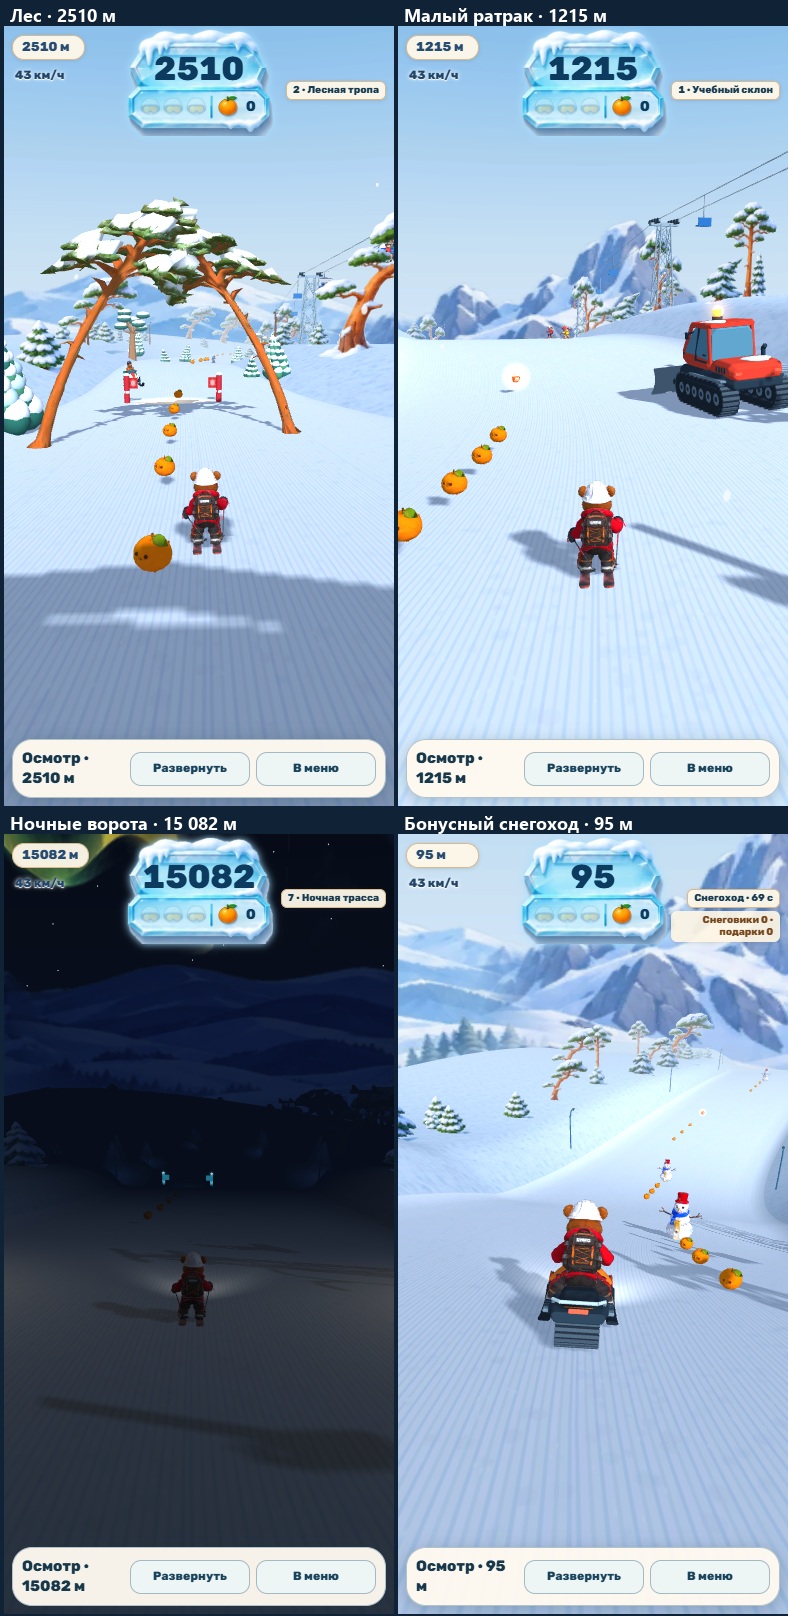 Лес · 2510 м
2510 м
43 км/ч
2510
0
2 · Лесная тропа
Осмотр ·
2510 м
Развернуть
В меню
Малый ратрак · 1215 м
1215 м
43 км/ч
1215
0
1 · Учебный склон
Осмотр ·
1215 м
Развернуть
В меню
Ночные ворота · 15 082 м
15082 м
43 км/ч
15082
0
7 · Ночная трасса
Осмотр ·
15082 м
Развернуть
В меню
Бонусный снегоход · 95 м
95 м
43 км/ч
95
0
Снегоход · 69 с
Снеговики 0 ·
подарки 0
Осмотр · 95
м
Развернуть
В меню